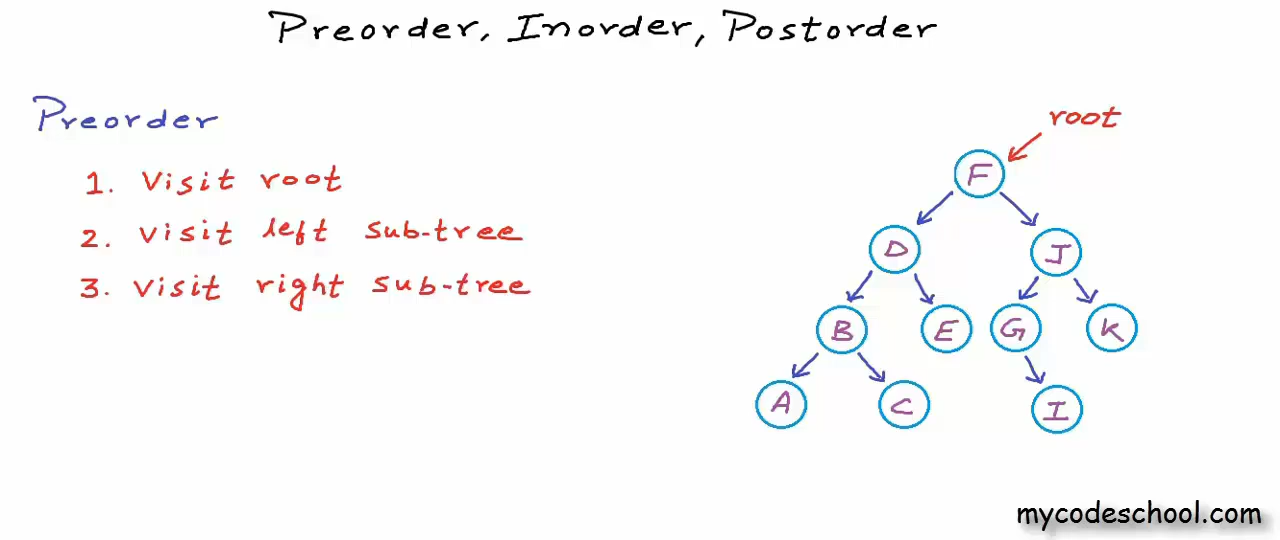 Preorder, Inorder, Postorder
Preorder
1. Visit root
2. Visit left sub-tree
3. Visit right sub-tree
root
F
D J
B E G K
A C I
mycodeschool.com